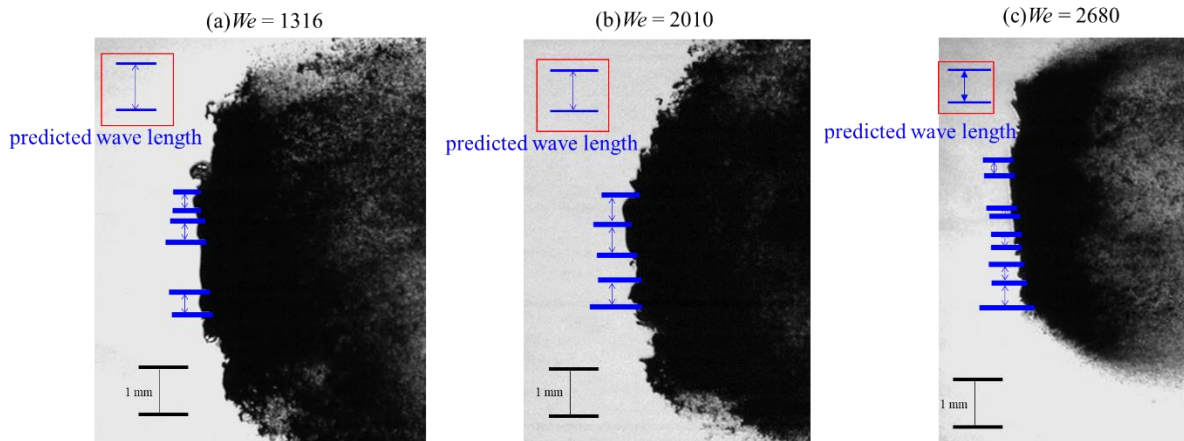 (a)We = 1316
(b)We = 2010
(c)We = 2680
predicted wave length
predicted wave length
predicted wave length
1 mm
1 mm
1 mm